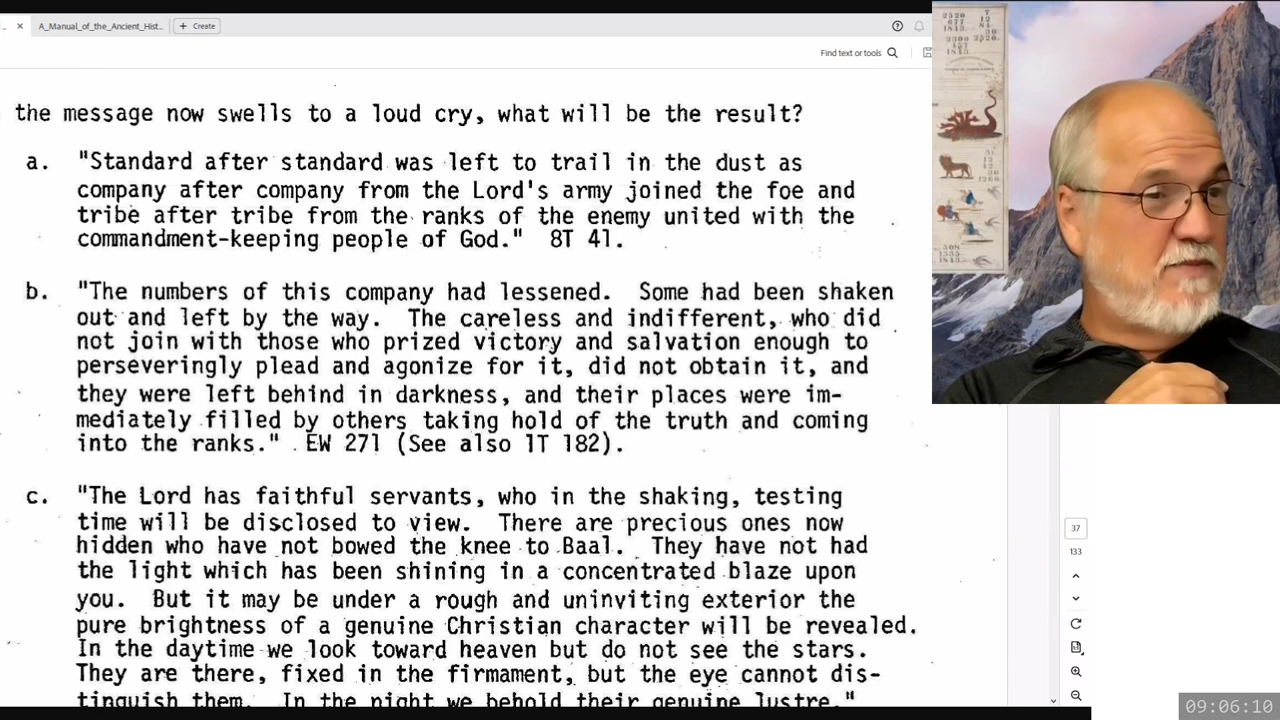 A_Manual_of_the_Ancient_Hist..
+ Create
Find text or tools
the message now swells to a loud cry, what will be the result?
a. "Standard after standard was left to trail in the dust as
company after company from the Lord's army joined the foe and
tribe after tribe from the ranks of the enemy united with the
commandment-keeping people of God." 8T 41.
b. "The numbers of this company had lessened. Some had been shaken
out and left by the way. The careless and indifferent, who did
not join with those who prized victory and salvation enough to
perseveringly plead and agonize for it, did not obtain it, and
they were left behind in darkness, and their places were im-
mediately filled by others taking hold of the truth and coming
into the ranks." EW 271 (See also 1T 182).
c. "The Lord has faithful servants, who in the shaking, testing
time will be disclosed to view. There are precious ones now
hidden who have not bowed the knee to Baal. They have not had
the light which has been shining in a concentrated blaze upon
you. But it may be under a rough and uninviting exterior the
pure brightness of a genuine Christian character will be revealed.
In the daytime we look toward heaven but do not see the stars.
They are there, fixed in the firmament, but the eye cannot dis-
tinguish them. In the night we behold their genuine lustre."
37
133
09:06:10